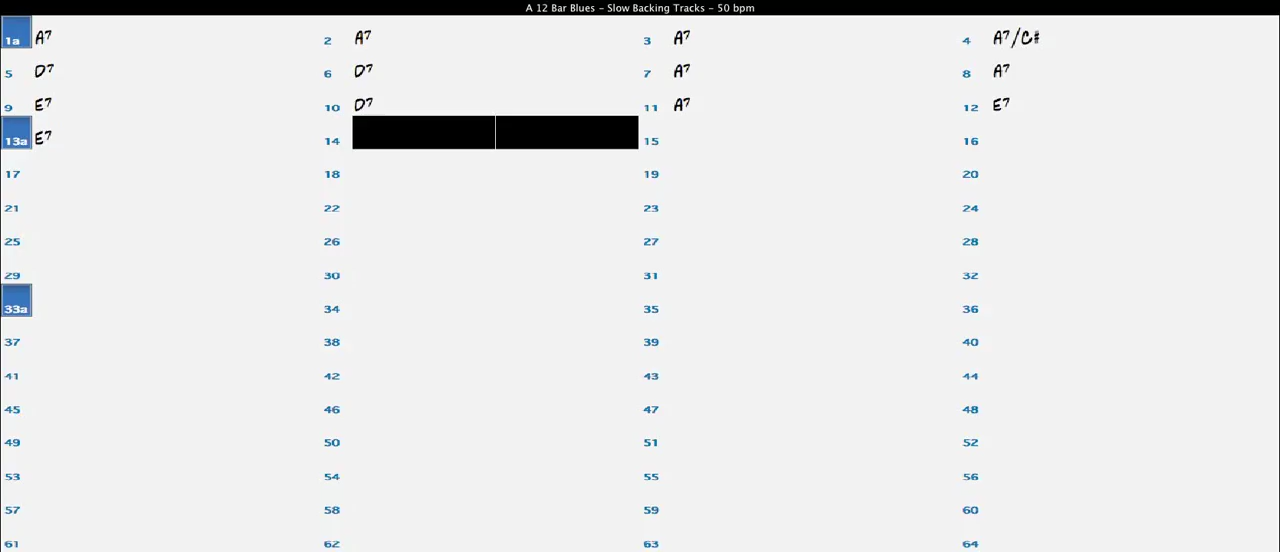 A 12 Bar Blues - Slow Backing Tracks - 50 bpm
1a A7 2 A7 3 A7 4 A7/C#
5 D7 6 D7 7 A7 8 A7
9 E7 10 D7 11 A7 12 E7
13a E7 14 15 16
17 18 19 20
21 22 23 24
25 26 27 28
29 30 31 32
33a 34 35 36
37 38 39 40
41 42 43 44
45 46 47 48
49 50 51 52
53 54 55 56
57 58 59 60
61 62 63 64